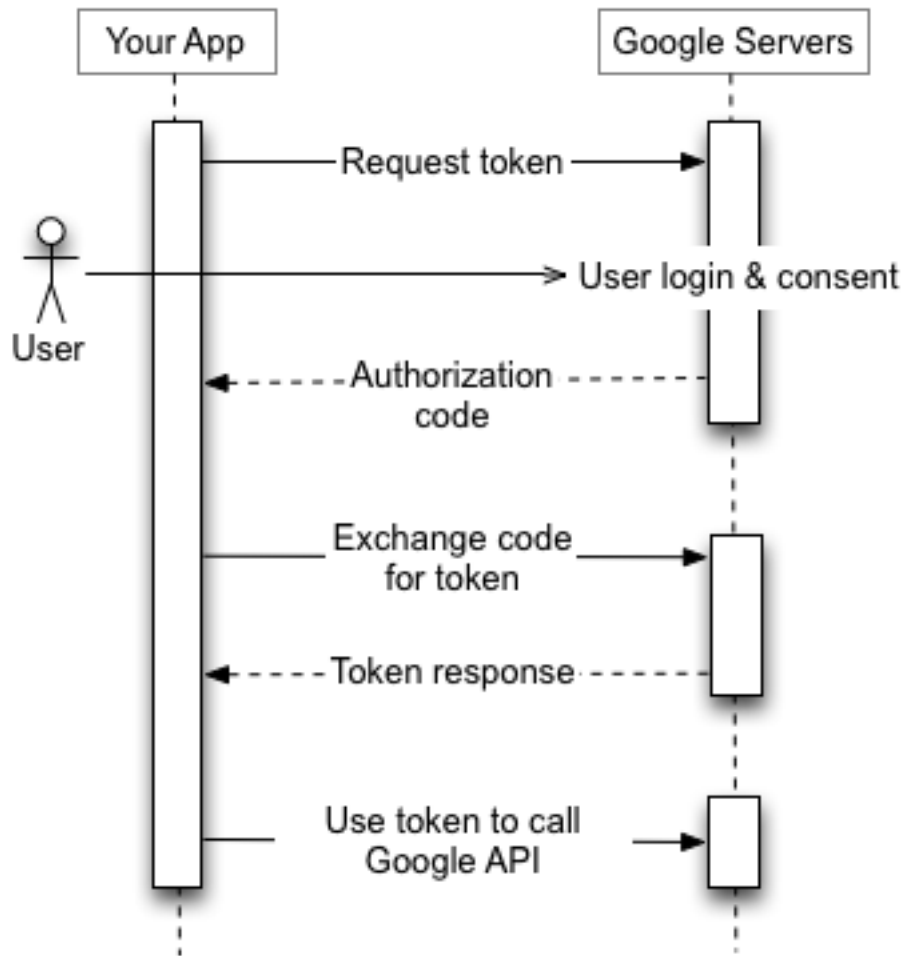 Your App
Google Servers
Request token
User login & consent
User
Authorization
code
Exchange code
for token
Token response
Use token to call
Google API